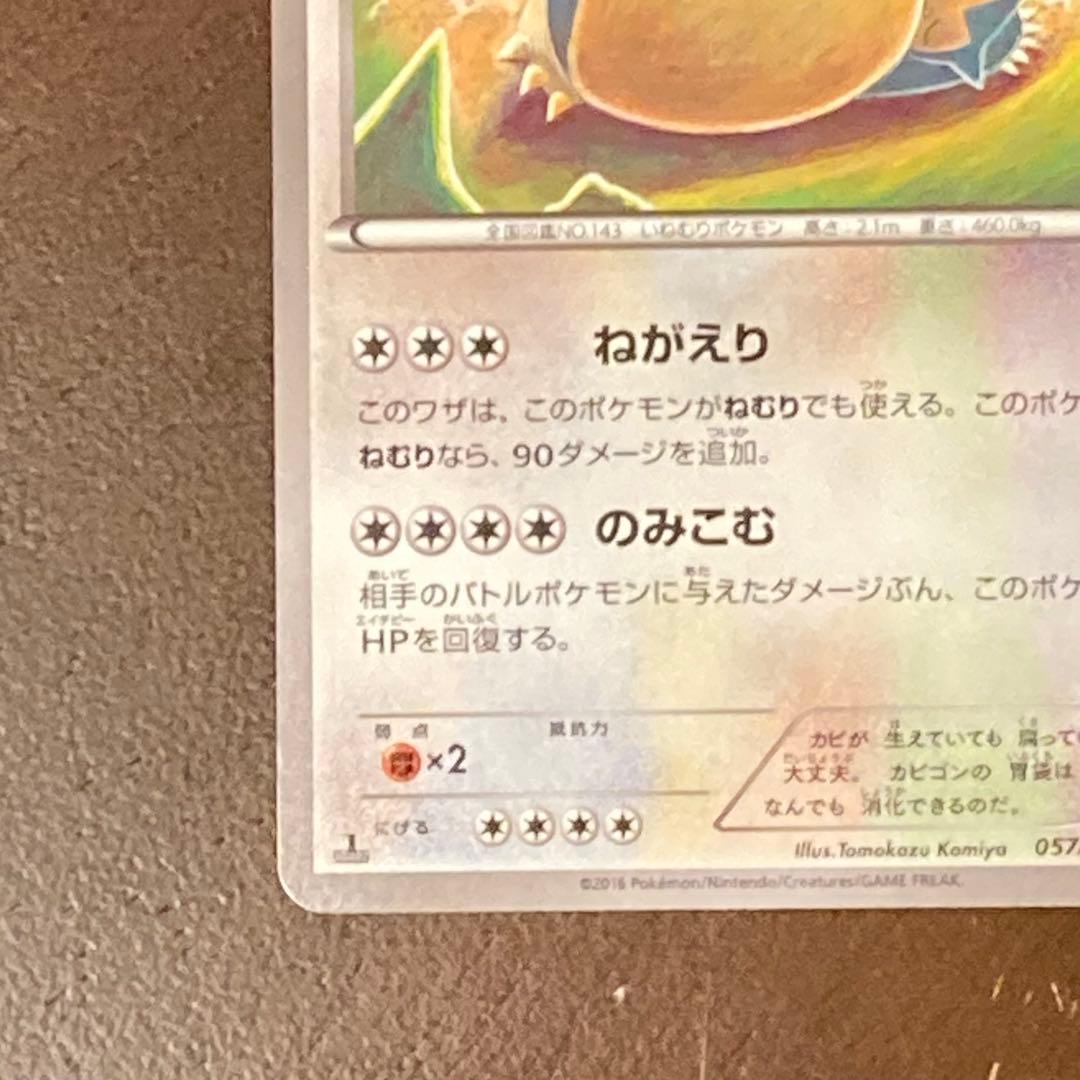 全国図鑑NO.143 いねむりポケモン 高さ:2.1m 重さ:460.0kg
ねがえり
このワザは、このポケモンがねむりでも使える。このポケ
ねむりなら、90ダメージを追加。
のみこむ
相手のバトルポケモンに与えたダメージぶん、このポケ
HPを回復する。
弱点 抵抗力
×2
カビが 生えていても 腐って
大丈夫。 カビゴンの 胃袋は
なんでも 消化できるのだ。
にげる
1
Illus.Tomokazu Komiya 057/
©2016 Pokémon/Nintendo/Creatures/GAME FREAK.